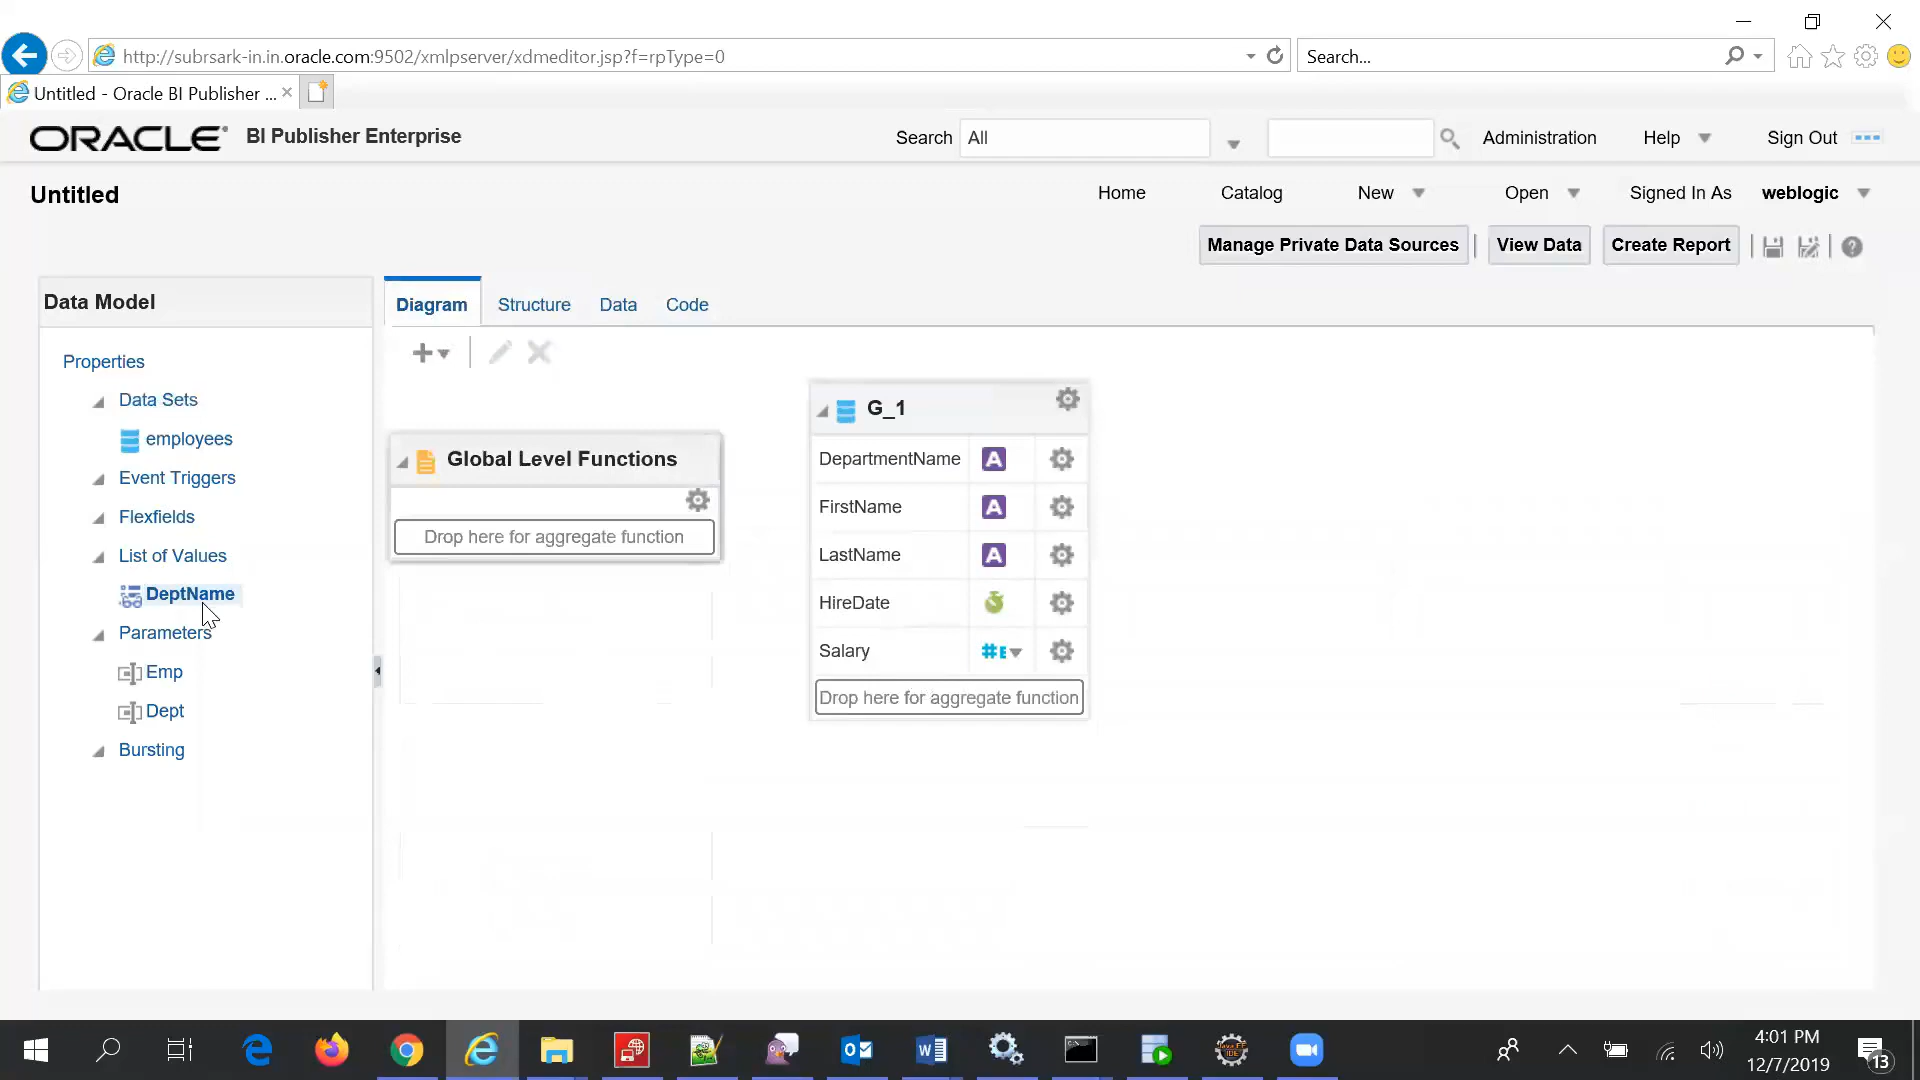 http://subrsark-in.in.oracle.com:9502/xmlpserver/xdmeditor.jsp?f=rpType=0
Search...
Untitled - Oracle BI Publisher ...
ORACLE BI Publisher Enterprise
Search All
Administration
Help
Sign Out
Untitled
Home
Catalog
New
Open
Signed In As weblogic
Manage Private Data Sources
View Data
Create Report
Data Model
Diagram
Structure
Data
Code
Properties
Data Sets
employees
Event Triggers
Flexfields
List of Values
DeptName
Parameters
Emp
Dept
Bursting
Global Level Functions
Drop here for aggregate function
G_1
DepartmentName A
FirstName A
LastName A
HireDate
Salary
Drop here for aggregate function
4:01 PM
12/7/2019
13